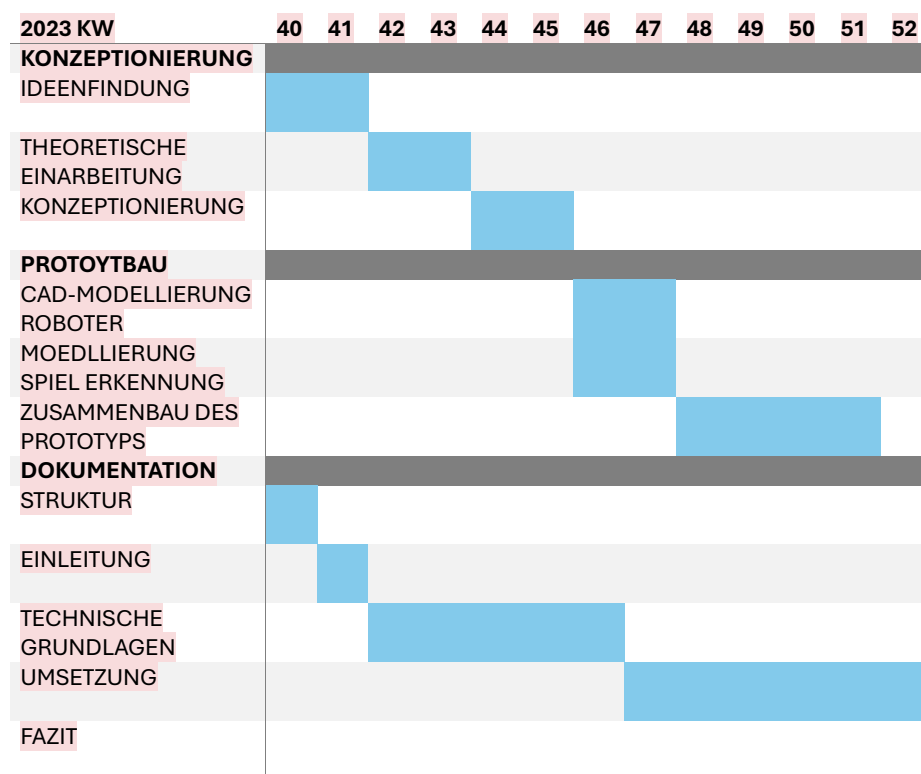 2023 KW 40 41 42 43 44 45 46 47 48 49 50 51 52
KONZEPTIONIERUNG
IDEENFINDUNG
THEORETISCHE
EINARBEITUNG
KONZEPTIONIERUNG
PROTOYTBAU
CAD-MODELLIERUNG
ROBOTER
MOEDLLIERUNG
SPIEL ERKENNUNG
ZUSAMMENBAU DES
PROTOTYPS
DOKUMENTATION
STRUKTUR
EINLEITUNG
TECHNISCHE
GRUNDLAGEN
UMSETZUNG
FAZIT